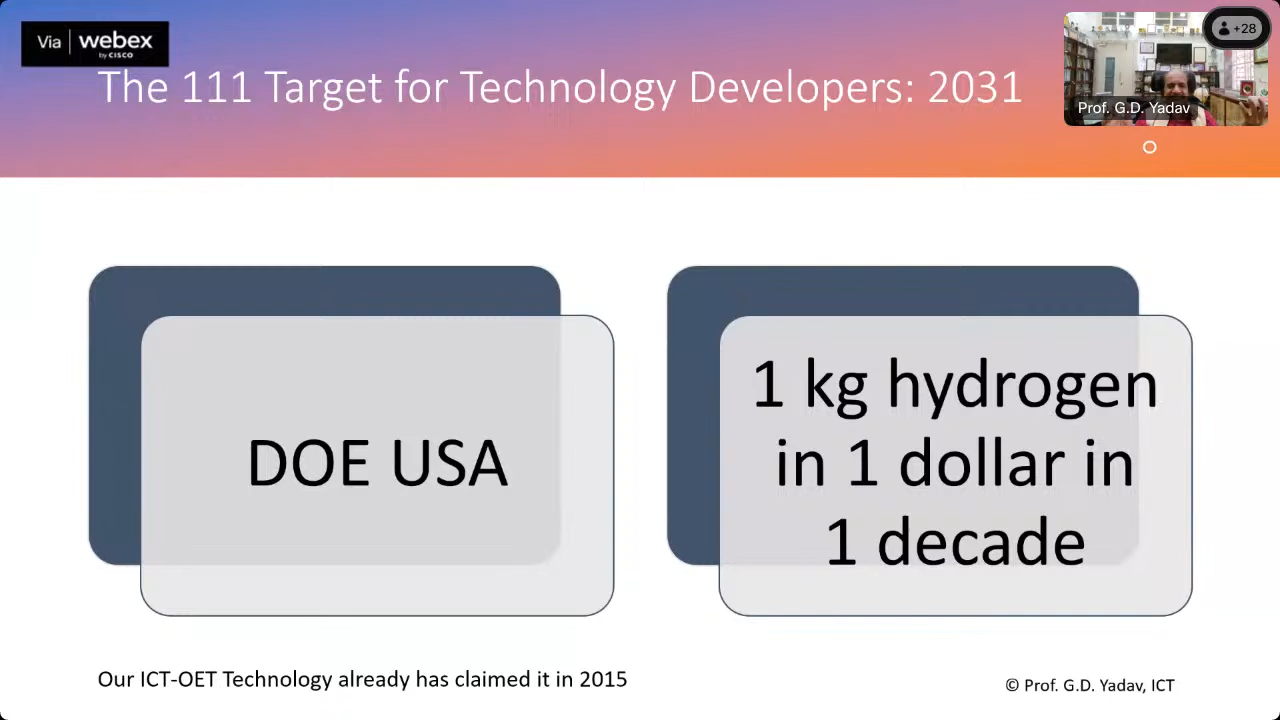 Via webex
by CISCO
+28
The 111 Target for Technology Developers: 2031
Prof. G.D. Yadav
DOE USA
1 kg hydrogen
in 1 dollar in
1 decade
Our ICT-OET Technology already has claimed it in 2015
© Prof. G.D. Yadav, ICT